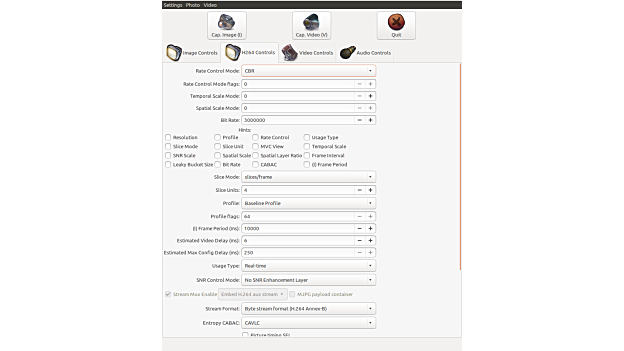 Settings Photo Video
Cap. Image (I) Cap. Video (V) Quit
Image Controls H264 Controls Video Controls Audio Controls
Rate Control Mode: CBR
Rate Control Mode flags: 0
Temporal Scale Mode: 0
Spatial Scale Mode: 0
Bit Rate: 3000000
Hints:
Resolution Profile Rate Control Usage Type
Slice Mode Slice Unit MVC View Temporal Scale
SNR Scale Spatial Scale Spatial Layer Ratio Frame Interval
Leaky Bucket Size Bit Rate CABAC (I) Frame Period
Slice Mode: slices/frame
Slice Units: 4
Profile: Baseline Profile
Profile flags: 64
(I) Frame Period (ms): 10000
Estimated Video Delay (ms): 6
Estimated Max Config Delay (ms): 250
Usage Type: Real-time
SNR Control Mode: No SNR Enhancement Layer
Stream Mux Enable Embed H.264 aux stream MJPG payload container
Stream Format: Byte stream format (H.264 Annex-B)
Entropy CABAC: CAVLC
Picture timing SEI